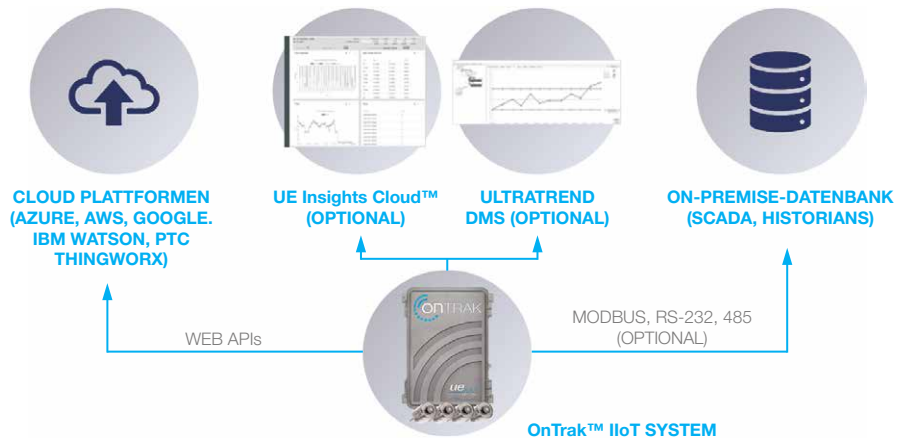 CLOUD PLATTFORMEN
(AZURE, AWS, GOOGLE.
IBM WATSON, PTC
THINGWORX)
UE Insights Cloud™
(OPTIONAL)
ULTRATREND
DMS (OPTIONAL)
ON-PREMISE-DATENBANK
(SCADA, HISTORIANS)
WEB APIs
MODBUS, RS-232, 485
(OPTIONAL)
ONTRAK
ue
OnTrak™ IIoT SYSTEM